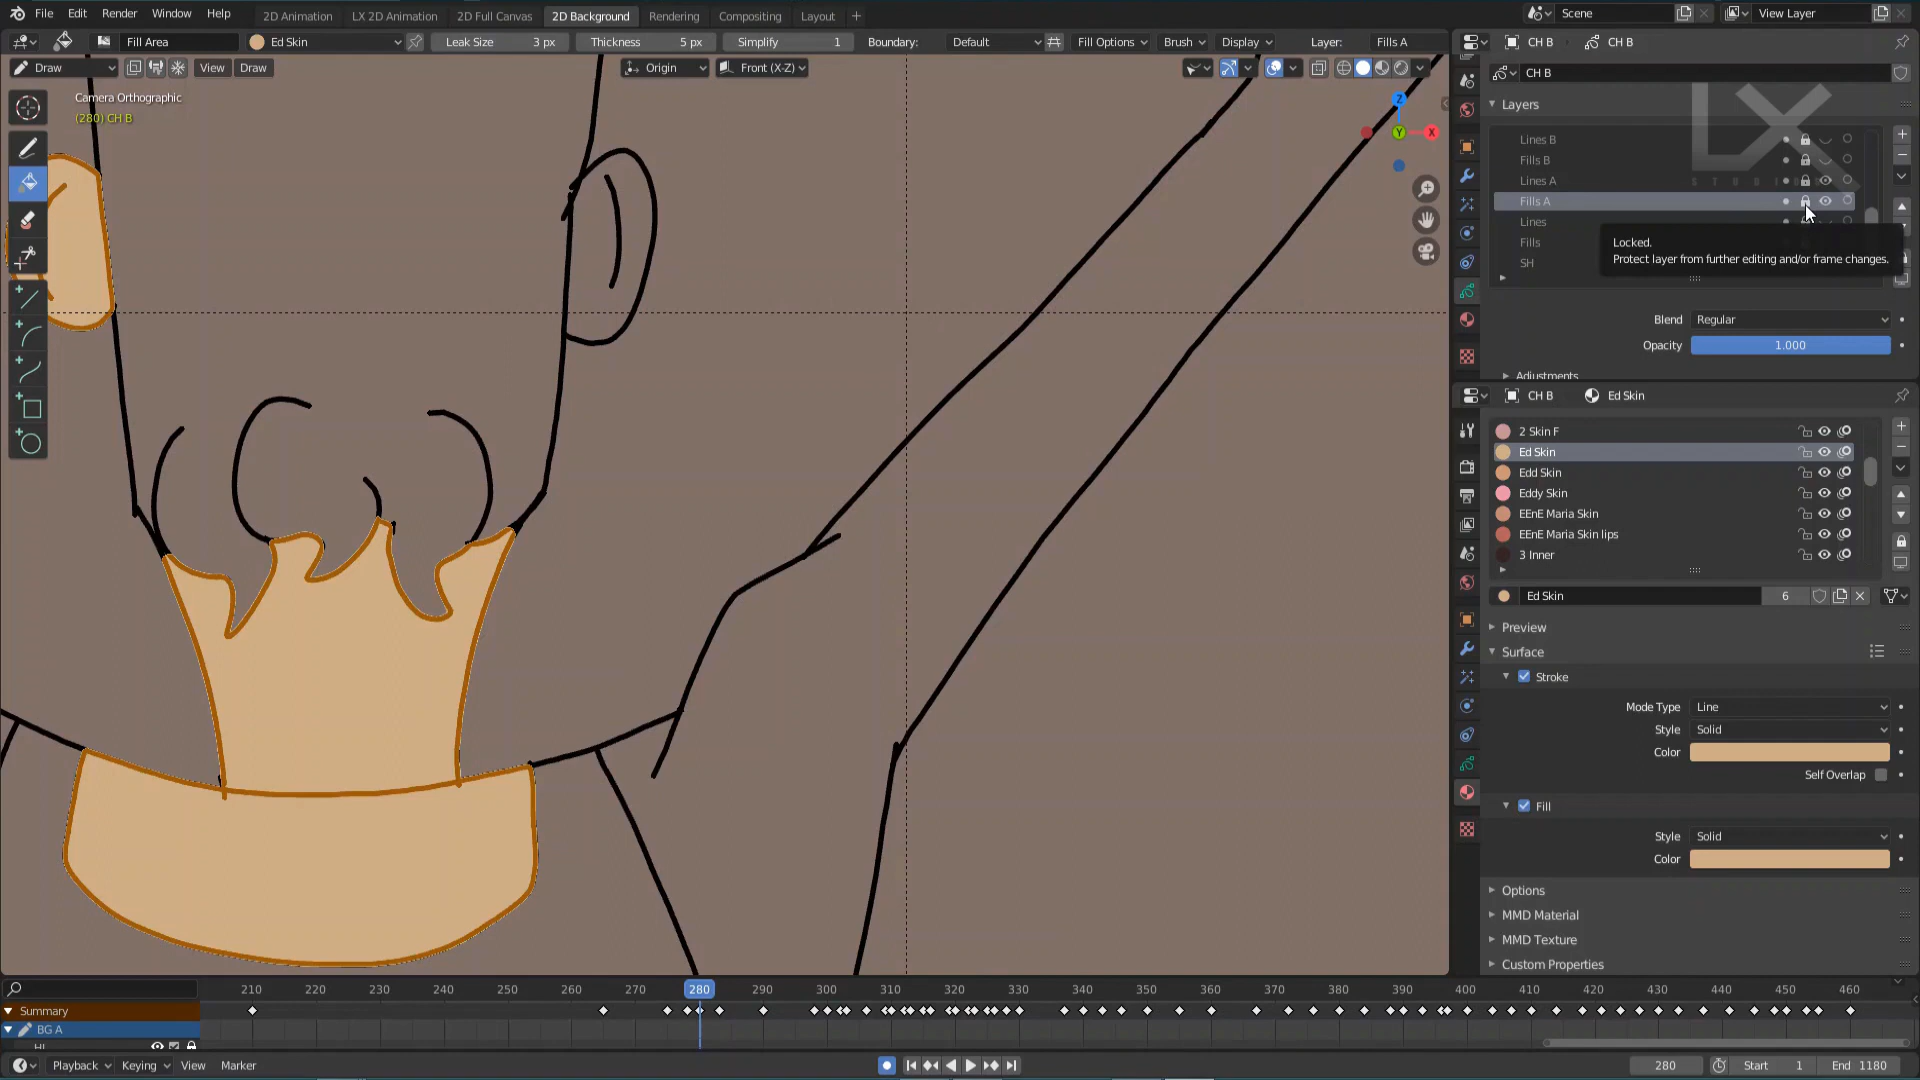 File Edit Render Window Help 2D Animation LX 2D Animation 2D Full Canvas 2D Background Rendering Compositing Layout Scene View Layer
Fill Area Ed Skin Leak Size 3 px Thickness 5 px Simplify 1 Boundary: Default Fill Options Brush Display Layer: Fills A CH B CH B
Draw View Draw Origin Front (X-Z) CH B
Camera Orthographic
(280) CH B
Z
Y
X
Layers
LX
STUDIOS
Lines B
Fills B
Lines A
Fills A
Lines
Fills
SH
Locked.
Protect layer from further editing and/or frame changes.
Blend Regular
Opacity 1.000
Adjustments
CH B Ed Skin
2 Skin F
Ed Skin
Edd Skin
Eddy Skin
EEnE Maria Skin
EEnE Maria Skin lips
3 Inner
Ed Skin 6
Preview
Surface
Stroke
Mode Type Line
Style Solid
Color
Self Overlap
Fill
Style Solid
Color
Options
MMD Material
MMD Texture
Custom Properties
210 220 230 240 250 260 270 280 290 300 310 320 330 340 350 360 370 380 390 400 410 420 430 440 450 460
Summary
BG A
HI
Playback Keying View Marker 280 Start 1 End 1180